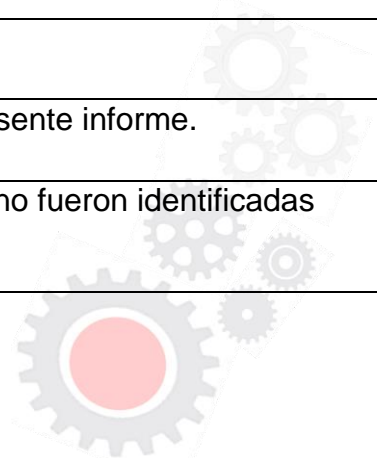 sente informe.
no fueron identificadas